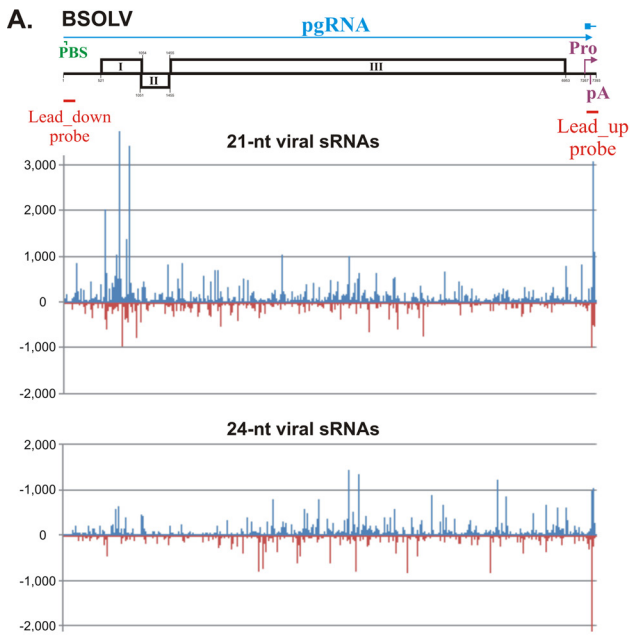 A.
BSOLV
pgRNA
PBS
Pro
I
II
III
pA
Lead_down
probe
Lead_up
probe
21-nt viral sRNAs
3,000
2,000
1,000
0
-1,000
-2,000
24-nt viral sRNAs
2,000
-1,000
0
-1,000
-2,000